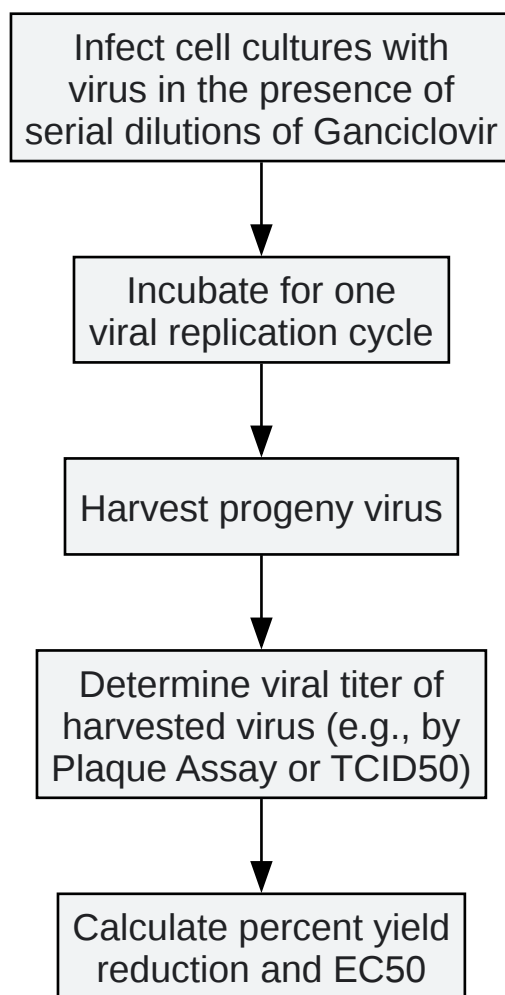 Infect cell cultures with
virus in the presence of
serial dilutions of Ganciclovir
Incubate for one
viral replication cycle
Harvest progeny virus
Determine viral titer of
harvested virus (e.g., by
Plaque Assay or TCID50)
Calculate percent yield
reduction and EC50